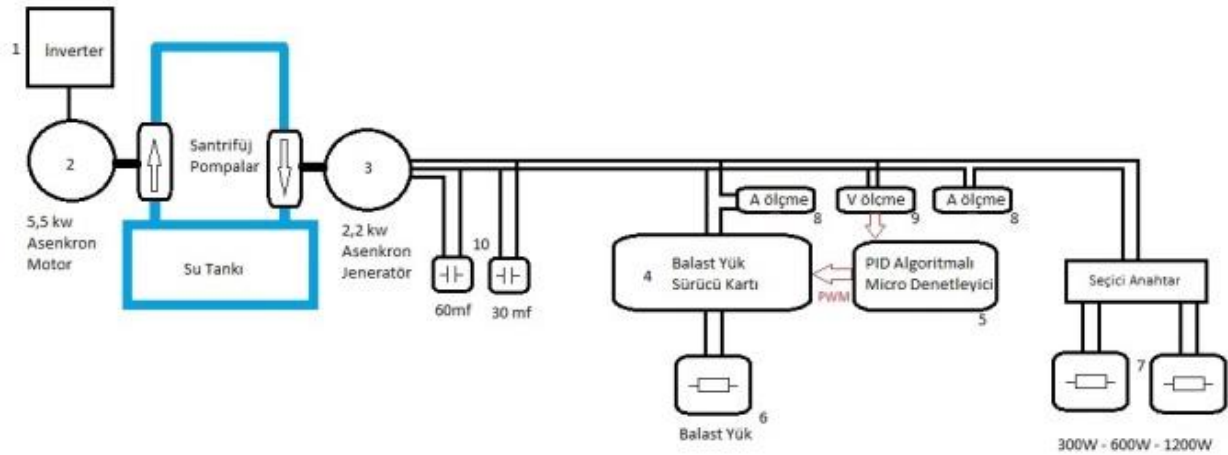 1
İnverter
2
5,5 kw
Asenkron
Motor
Santrifüj
Pompalar
Su Tankı
3
2,2 kw
Asenkron
Jeneratör
10
60mf
30 mf
A ölçme
8
V ölçme
9
A ölçme
8
4
Balast Yük
Sürücü Kartı
PWM
PID Algoritmalı
Micro Denetleyici
5
6
Balast Yük
Seçici Anahtar
7
300W - 600W - 1200W